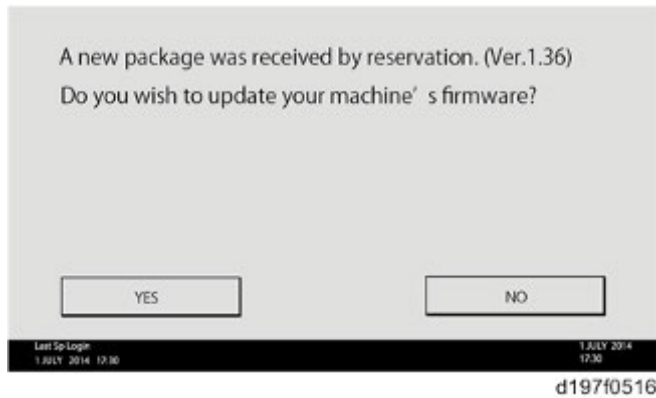 A new package was received by reservation. (Ver.1.36)
Do you wish to update your machine′ s firmware?
YES
NO
Last Sp Login
1 JULY 2014 17:30
1 JULY 2014
17:30
d197f0516